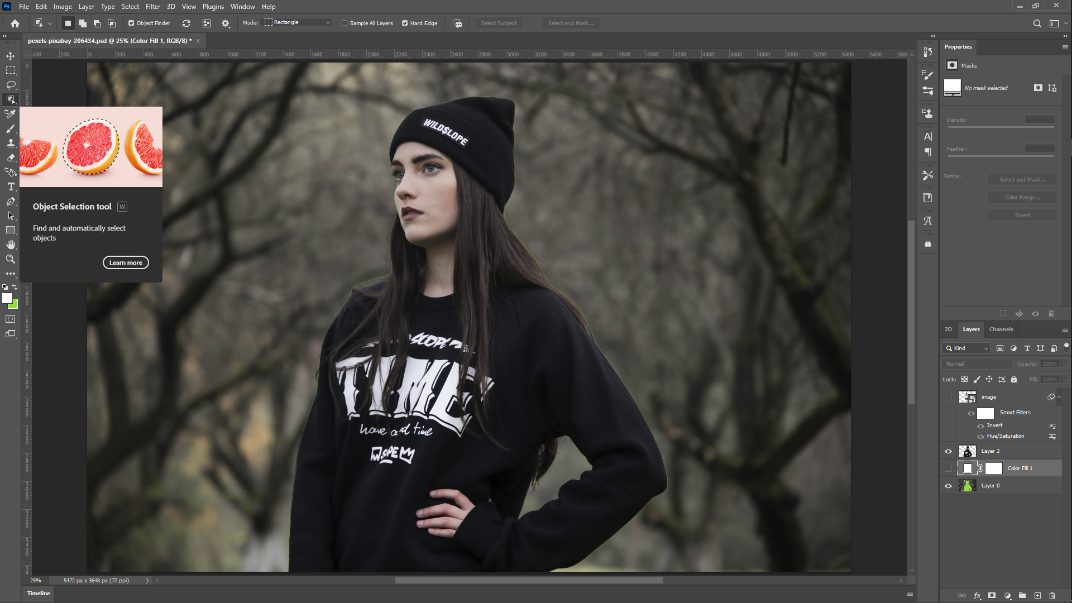 File Edit Image Layer Type Select Filter 3D View Plugins Window Help
Object Finder Mode: Rectangle Sample All Layers Hard Edge Select Subject Select and Mask...
pexels-pixabay-206434.psd @ 25% (Color Fill 1, RGB/8) *
WILDSLOPE
SCOPE
TIME
Object Selection tool W
Find and automatically select
objects
Learn more
25% 5472 px x 3648 px (72 ppi)
Timeline
Properties
Masks
No mask selected
Density:
Feather:
Refine: Select and Mask...
Color Range...
Invert
3D Layers Channels
Kind
Normal Opacity: 100%
Lock: Fill: 100%
image
Smart Filters
Invert
Hue/Saturation
Layer 2
Color Fill 1
Layer 0